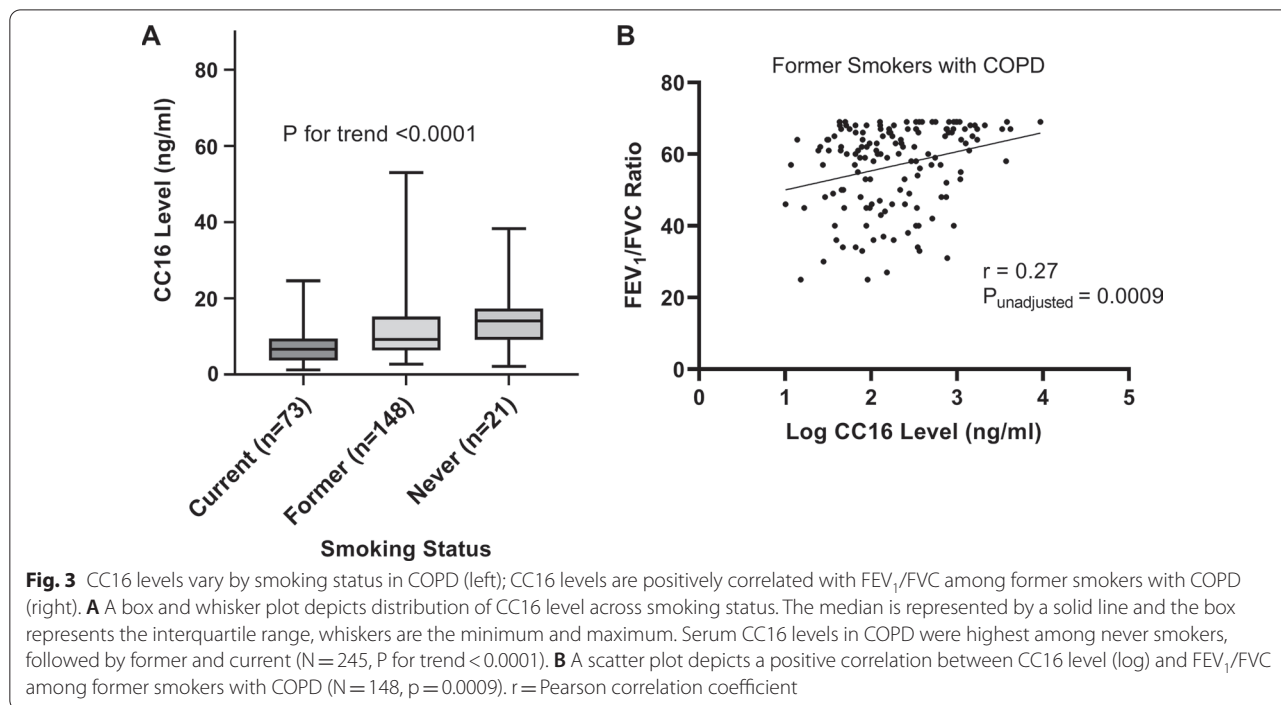 A
CC16 Level (ng/ml)
80
60
40
20
0
P for trend <0.0001
Current (n=73)
Former (n=148)
Never (n=21)
Smoking Status
B
Former Smokers with COPD
FEV₁/FVC Ratio
80
60
40
20
0
r = 0.27
Punadjusted = 0.0009
0 1 2 3 4 5
Log CC16 Level (ng/ml)
Fig. 3 CC16 levels vary by smoking status in COPD (left); CC16 levels are positively correlated with FEV₁/FVC among former smokers with COPD
(right). A A box and whisker plot depicts distribution of CC16 level across smoking status. The median is represented by a solid line and the box
represents the interquartile range, whiskers are the minimum and maximum. Serum CC16 levels in COPD were highest among never smokers,
followed by former and current (N = 245, P for trend < 0.0001). B A scatter plot depicts a positive correlation between CC16 level (log) and FEV₁/FVC
among former smokers with COPD (N = 148, p = 0.0009). r = Pearson correlation coefficient